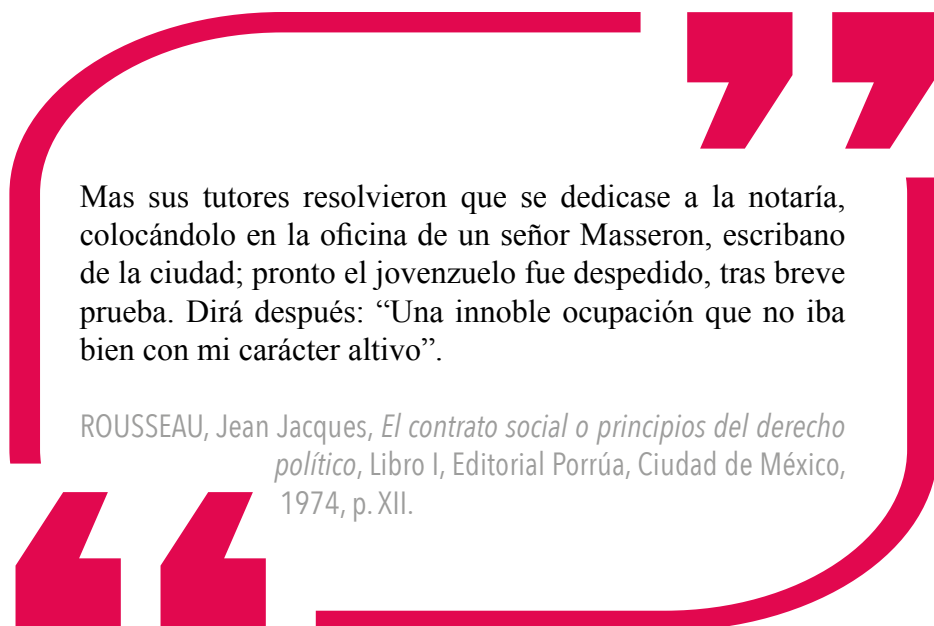 Mas sus tutores resolvieron que se dedicase a la notaría,
colocándolo en la oficina de un señor Masseron, escribano
de la ciudad; pronto el jovenzuelo fue despedido, tras breve
prueba. Dirá después: “Una innoble ocupación que no iba
bien con mi carácter altivo”.
ROUSSEAU, Jean Jacques, El contrato social o principios del derecho
político, Libro I, Editorial Porrúa, Ciudad de México,
1974, p. XII.